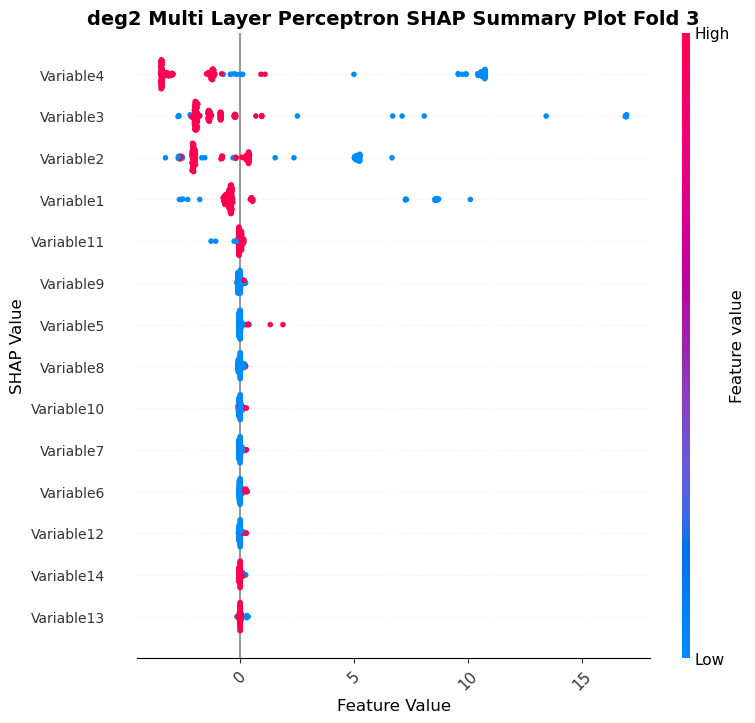 deg2 Multi Layer Perceptron SHAP Summary Plot Fold 3
High
Variable4
Variable3
Variable2
Variable1
Variable11
Variable9
Variable5
Variable8
Variable10
Variable7
Variable6
Variable12
Variable14
Variable13
SHAP Value
Feature value
Low
0
5
10
15
Feature Value